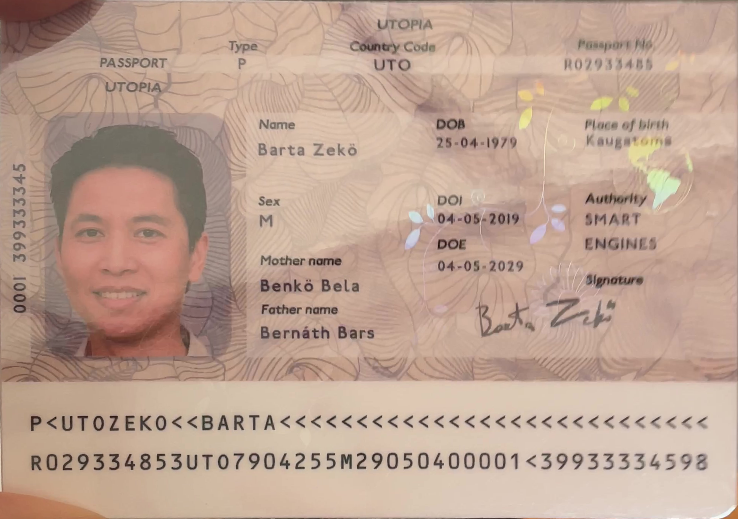 UTOPIA
PASSPORT
UTOPIA
Type
P
Country Code
UTO
Passport No.
R02933485
Name
Barta Zekö
DOB
25-04-1979
Place of birth
Kaugatoma
Sex
M
DOI
04-05-2019
Authority
SMART
ENGINES
DOE
04-05-2029
Mother name
Benkö Bela
Father name
Bernáth Bars
Signature
Barta Zekö
0001 399333345
P<UTOZEKO<<BARTA<<<<<<<<<<<<<<<<<<<<<<<<<<<<
R029334853UTO7904255M29050400001<39933334598